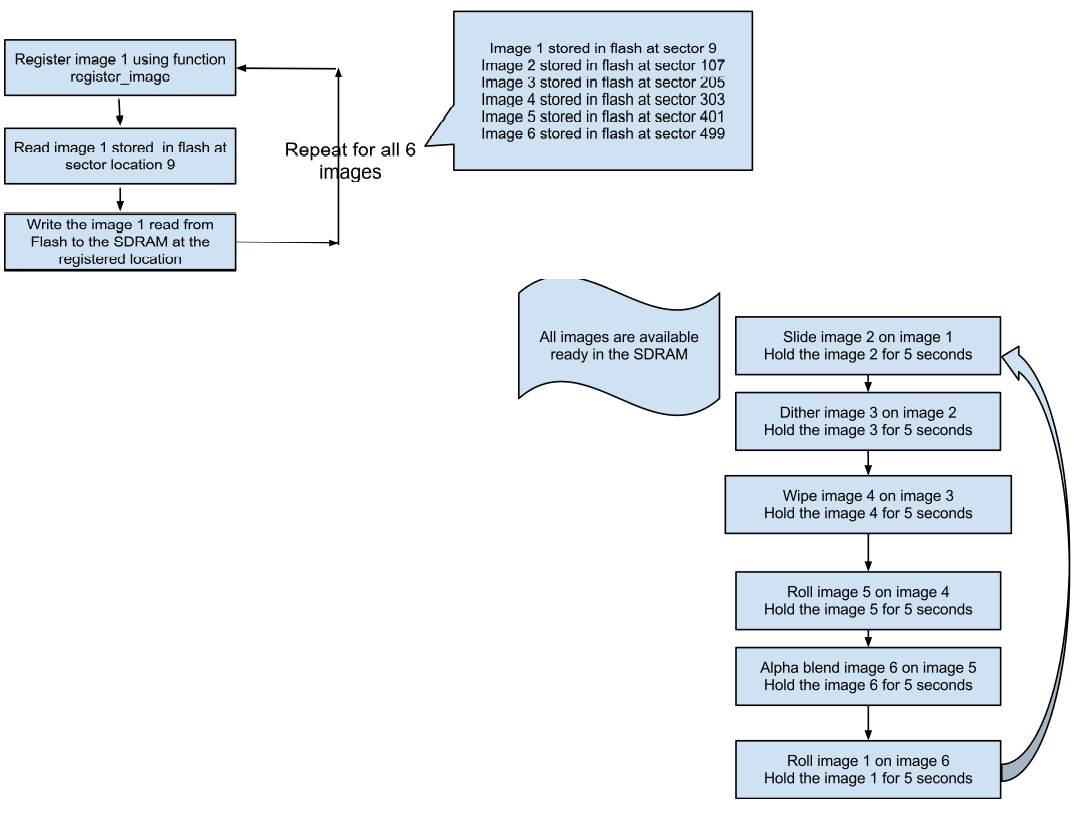 Register image 1 using function
register_image
Read image 1 stored  in flash at
sector location 9
Write the image 1 read from
Flash to the SDRAM at the
registered location
Repeat for all 6
images
Image 1 stored in flash at sector 9
Image 2 stored in flash at sector 107
Image 3 stored in flash at sector 205
Image 4 stored in flash at sector 303
Image 5 stored in flash at sector 401
Image 6 stored in flash at sector 499
All images are available
ready in the SDRAM
Slide image 2 on image 1
Hold the image 2 for 5 seconds
Dither image 3 on image 2
Hold the image 3 for 5 seconds
Wipe image 4 on image 3
Hold the image 4 for 5 seconds
Roll image 5 on image 4
Hold the image 5 for 5 seconds
Alpha blend image 6 on image 5
Hold the image 6 for 5 seconds
Roll image 1 on image 6
Hold the image 1 for 5 seconds